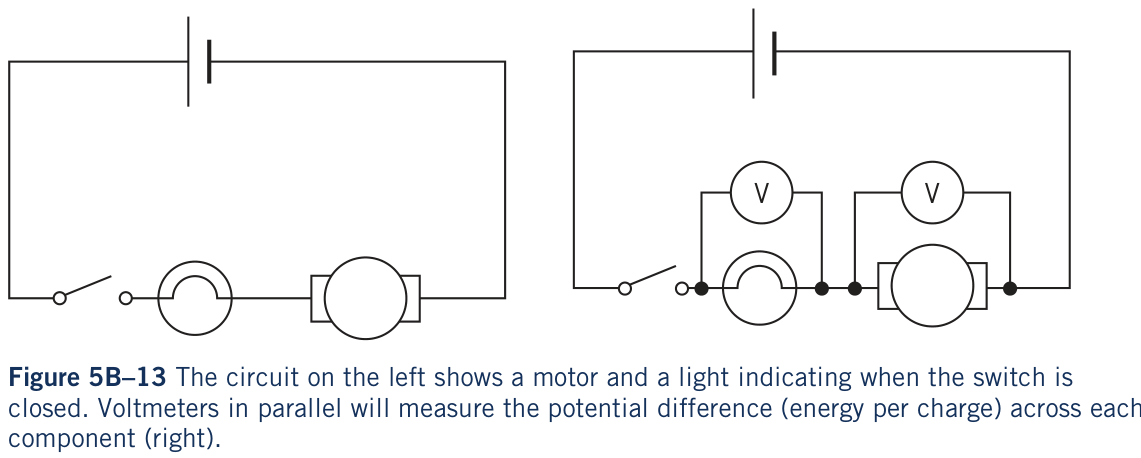 V V
Figure 5B–13 The circuit on the left shows a motor and a light indicating when the switch is
closed. Voltmeters in parallel will measure the potential difference (energy per charge) across each
component (right).